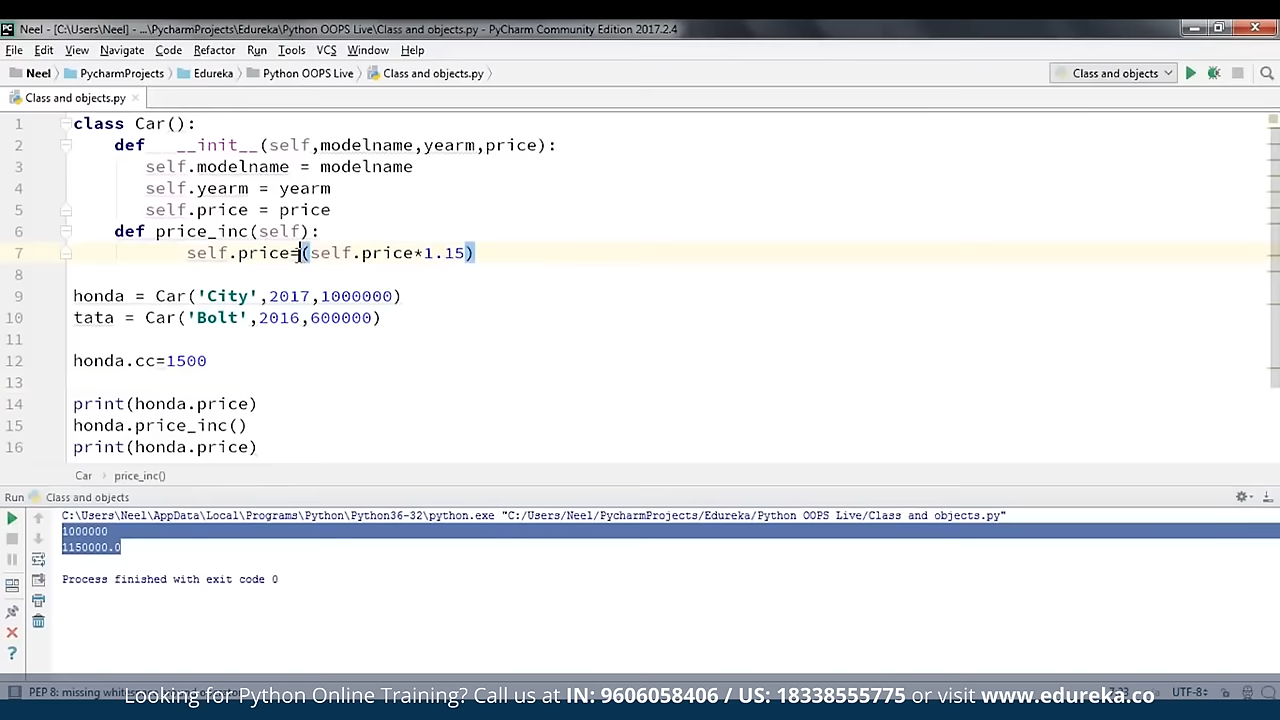 Neel - [C:\Users\Neel] - ...\PycharmProjects\Edureka\Python OOPS Live\Class and objects.py - PyCharm Community Edition 2017.2.4
File Edit View Navigate Code Refactor Run Tools VCS Window Help
Neel PycharmProjects Edureka Python OOPS Live Class and objects.py Class and objects
Class and objects.py
1 class Car():
2 def __init__(self,modelname,yearm,price):
3 self.modelname = modelname
4 self.yearm = yearm
5 self.price = price
6 def price_inc(self):
7 self.price=(self.price*1.15)
8
9 honda = Car('City',2017,1000000)
10 tata = Car('Bolt',2016,600000)
11
12 honda.cc=1500
13
14 print(honda.price)
15 honda.price_inc()
16 print(honda.price)
Car price_inc()
Run Class and objects
C:\Users\Neel\AppData\Local\Programs\Python\Python36-32\python.exe "C:/Users/Neel/PycharmProjects/Edureka/Python OOPS Live/Class and objects.py"
1000000
1150000.0
Process finished with exit code 0
PEP 8: missing UTF-8
Looking for Python Online Training? Call us at IN: 9606058406 / US: 18338555775 or visit www.edureka.co